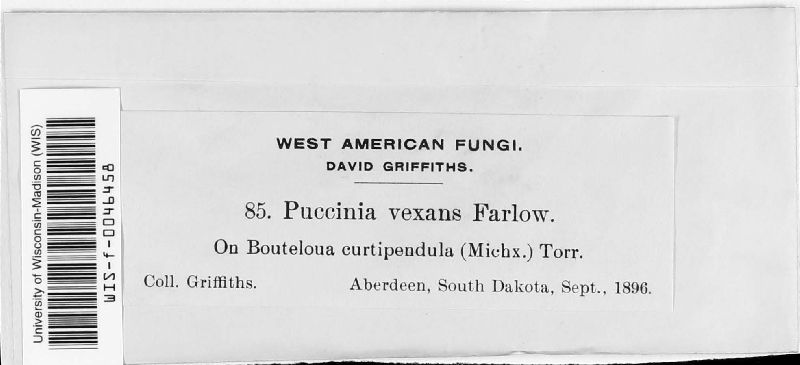 University of Wisconsin-Madison (WIS)
WIS-f-0046458
WEST AMERICAN FUNGI.
DAVID GRIFFITHS.
85. Puccinia vexans Farlow.
On Bouteloua curtipendula (Michx.) Torr.
Coll. Griffiths. Aberdeen, South Dakota, Sept., 1896.